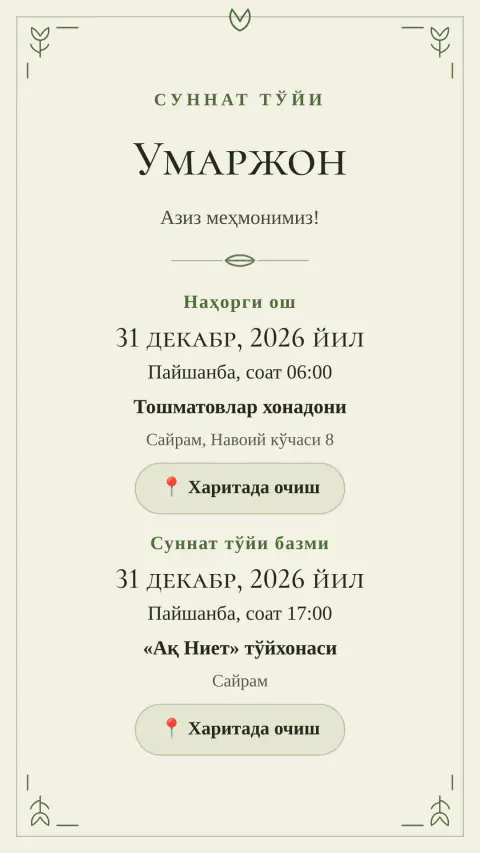 СУННАТ ТЎЙИ
Умаржон
Азиз меҳмонимиз!
Наҳорги ош
31 декабр, 2026 йил
Пайшанба, соат 06:00
Тошматовлар хонадони
Сайрам, Навоий кўчаси 8
📍 Харитада очиш
Суннат тўйи базми
31 декабр, 2026 йил
Пайшанба, соат 17:00
«Ақ Ниет» тўйхонаси
Сайрам
📍 Харитада очиш